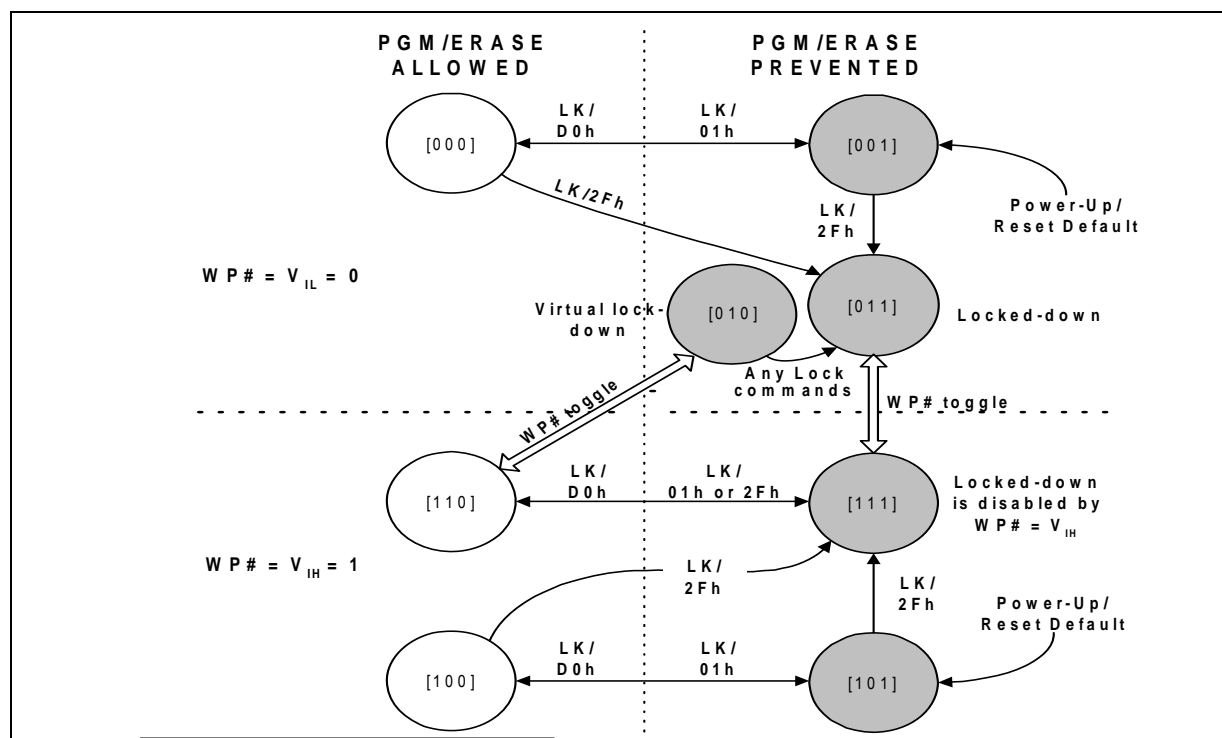 PGM/ERASE
ALLOWED
PGM/ERASE
PREVENTED
LK/
D0h
LK/
01h
[000]
[001]
LK/2Fh
LK/
2Fh
Power-Up/
Reset Default
WP# = VIL = 0
Virtual lock-
down
[010]
[011]
Locked-down
Any Lock
commands
WP# toggle
WP# toggle
LK/
D0h
LK/
01h or 2Fh
[110]
[111]
Locked-down
is disabled by
WP# = VIH
WP# = VIH = 1
LK/
2Fh
LK/
2Fh
Power-Up/
Reset Default
LK/
D0h
LK/
01h
[100]
[101]